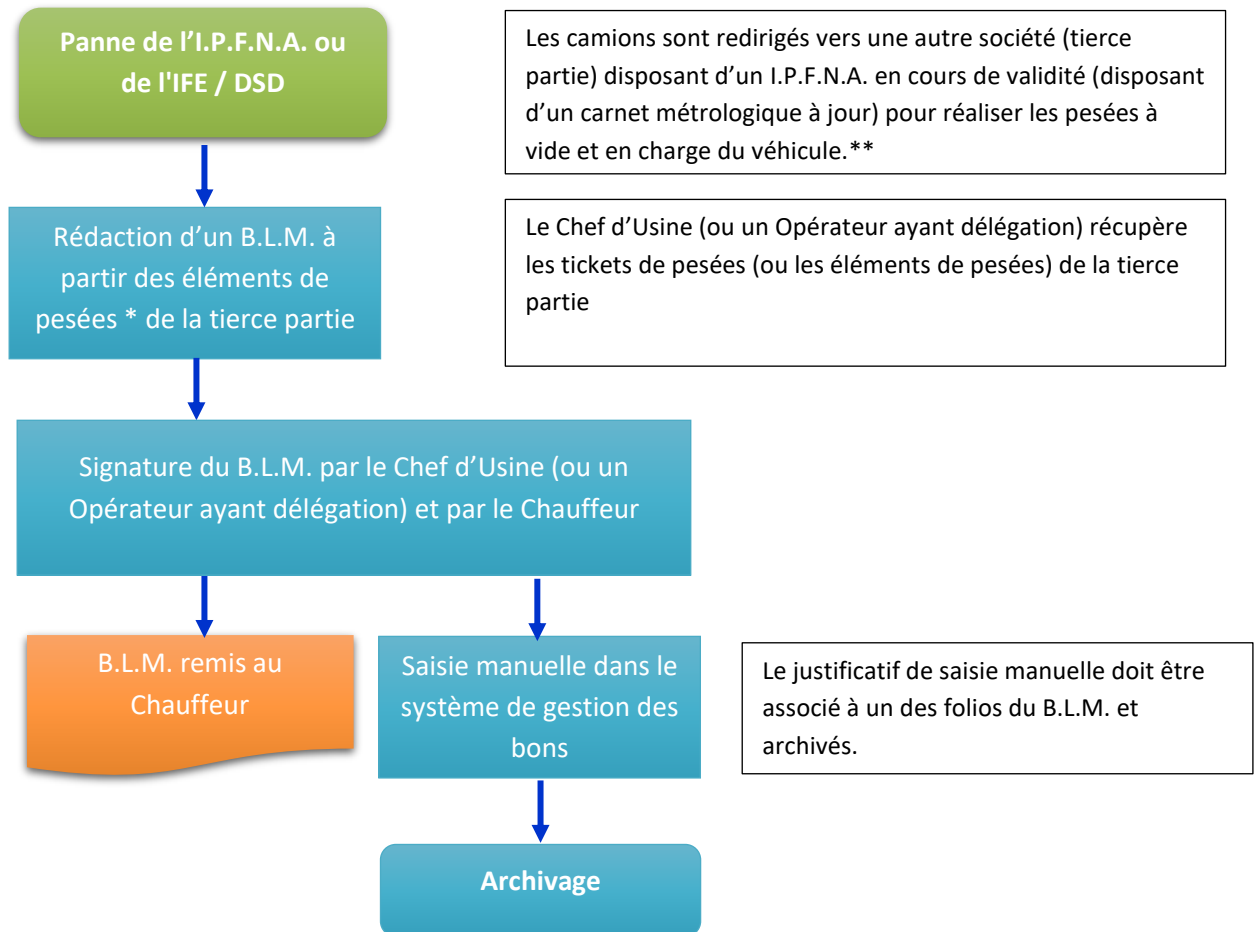 Panne de l’I.P.F.N.A. ou
de l'IFE / DSD
Les camions sont redirigés vers une autre société (tierce
partie) disposant d’un I.P.F.N.A. en cours de validité (disposant
d’un carnet métrologique à jour) pour réaliser les pesées à
vide et en charge du véhicule.**
Rédaction d’un B.L.M. à
partir des éléments de
pesées * de la tierce partie
Le Chef d’Usine (ou un Opérateur ayant délégation) récupère
les tickets de pesées (ou les éléments de pesées) de la tierce
partie
Signature du B.L.M. par le Chef d’Usine (ou un
Opérateur ayant délégation) et par le Chauffeur
B.L.M. remis au
Chauffeur
Saisie manuelle dans le
système de gestion des
bons
Le justificatif de saisie manuelle doit être
associé à un des folios du B.L.M. et
archivés.
Archivage